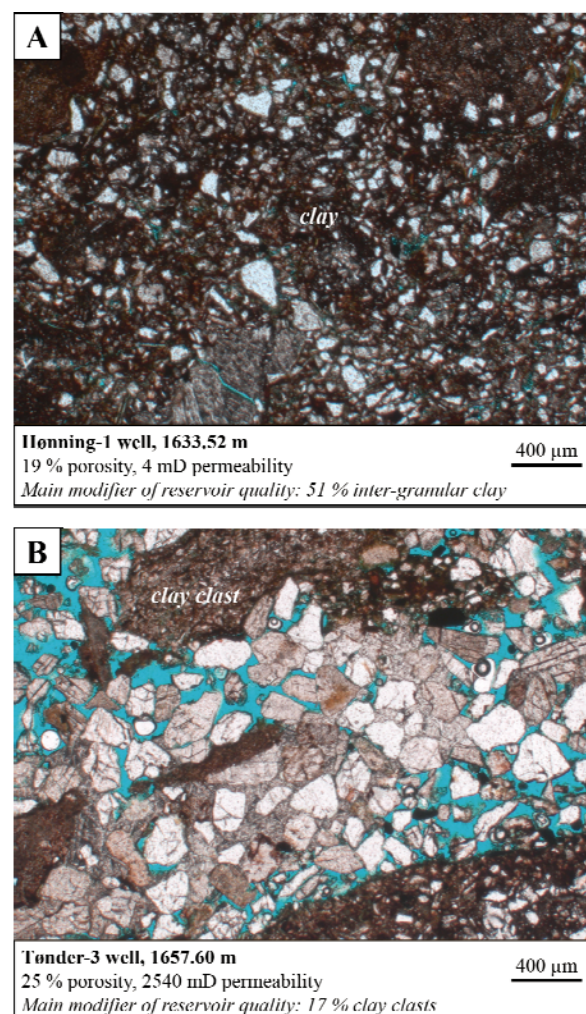 A
clay
Hønning-1 well, 1633,52 m
400 µm
19 % porosity, 4 mD permeability
Main modifier of reservoir quality: 51 % inter-granular clay
B
clay clast
Tønder-3 well, 1657.60 m
400 µm
25 % porosity, 2540 mD permeability
Main modifier of reservoir quality: 17 % clay clasts